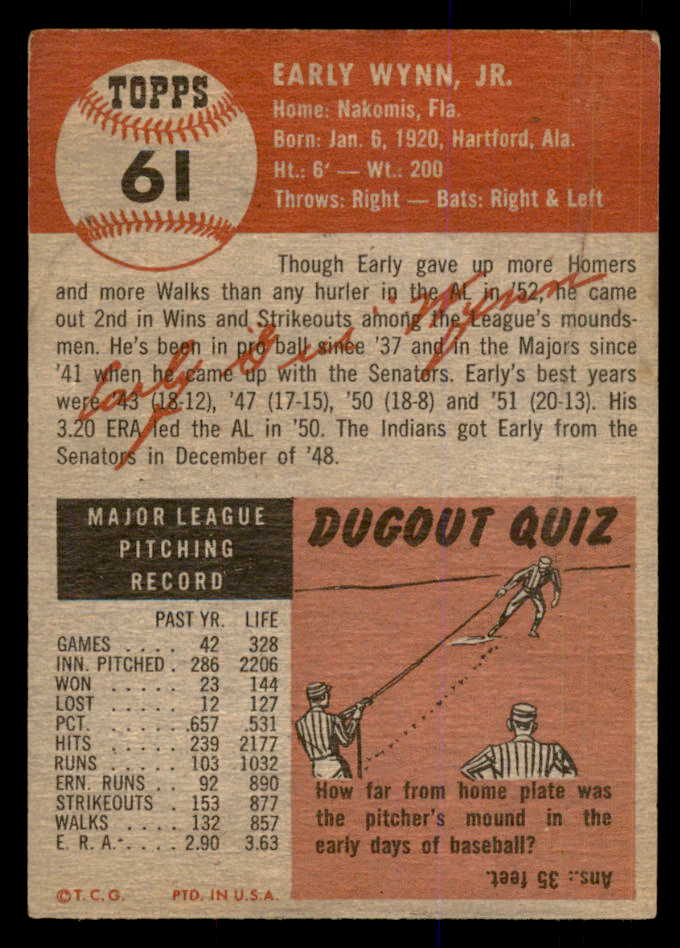 TOPPS
61
EARLY WYNN, JR.
Home: Nakomis, Fla.
Born: Jan. 6, 1920, Hartford, Ala.
Ht.: 6' — Wt.: 200
Throws: Right — Bats: Right & Left
Though Early gave up more Homers
and more Walks than any hurler in the AL in '52, he came
out 2nd in Wins and Strikeouts among the League's mounds-
men. He's been in pro ball since '37 and in the Majors since
'41 when he came up with the Senators. Early's best years
were '43 (18-12), '47 (17-15), '50 (18-8) and '51 (20-13). His
3.20 ERA led the AL in '50. The Indians got Early from the
Senators in December of '48.
Early "Gus" Wynn
MAJOR LEAGUE
PITCHING
RECORD
PAST YR. LIFE
GAMES .... 42 328
INN. PITCHED . 286 2206
WON ..... 23 144
LOST ..... 12 127
PCT. ..... .657 .531
HITS ..... 239 2177
RUNS .... 103 1032
ERN. RUNS .. 92 890
STRIKEOUTS . 153 877
WALKS .... 132 857
E. R. A. .... 2.90 3.63
DUGOUT QUIZ
How far from home plate was
the pitcher's mound in the
early days of baseball?
Ans.: 35 feet.
©T.C.G. PTD. IN U.S.A.